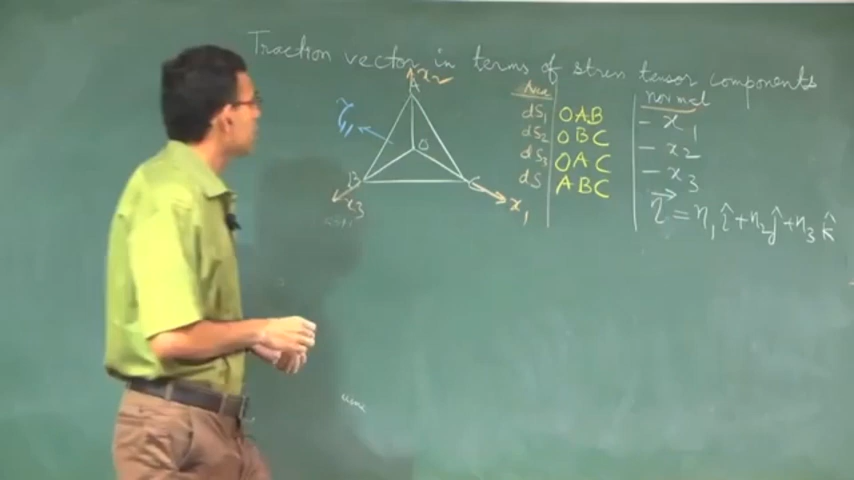 Traction vector in terms of stress tensor components
x2
A
O
B
C
x3
x1
Area
normal
dS1 OAB - x1
dS2 OBC - x2
dS3 OAC - x3
dS ABC η = η1 î + η2 ĵ + η3 k̂